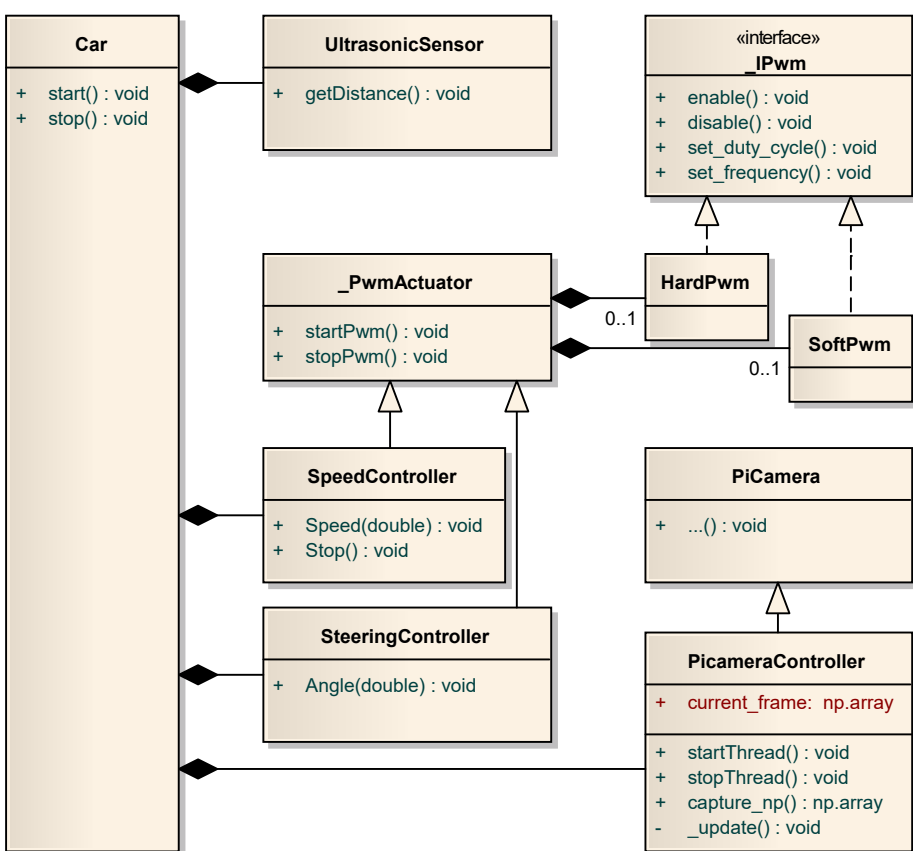 Car
+ start() : void
+ stop() : void
UltrasonicSensor
+ getDistance() : void
«interface»
_IPwm
+ enable() : void
+ disable() : void
+ set_duty_cycle() : void
+ set_frequency() : void
_PwmActuator
+ startPwm() : void
+ stopPwm() : void
HardPwm
0..1
SoftPwm
0..1
SpeedController
+ Speed(double) : void
+ Stop() : void
PiCamera
+ ...() : void
SteeringController
+ Angle(double) : void
PicameraController
+ current_frame: np.array
+ startThread() : void
+ stopThread() : void
+ capture_np() : np.array
- _update() : void